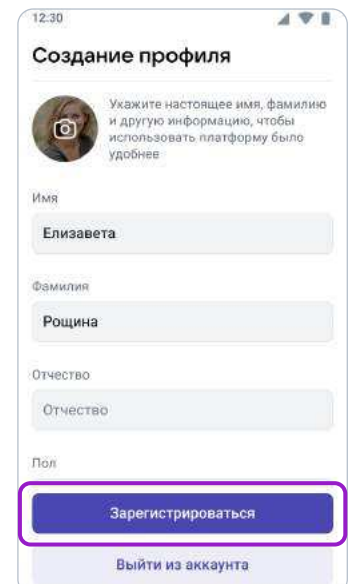 12:30
Создание профиля
Укажите настоящее имя, фамилию
и другую информацию, чтобы
использовать платформу было
удобнее
Имя
Елизавета
Фамилия
Рощина
Отчество
Отчество
Пол
Зарегистрироваться
Выйти из аккаунта